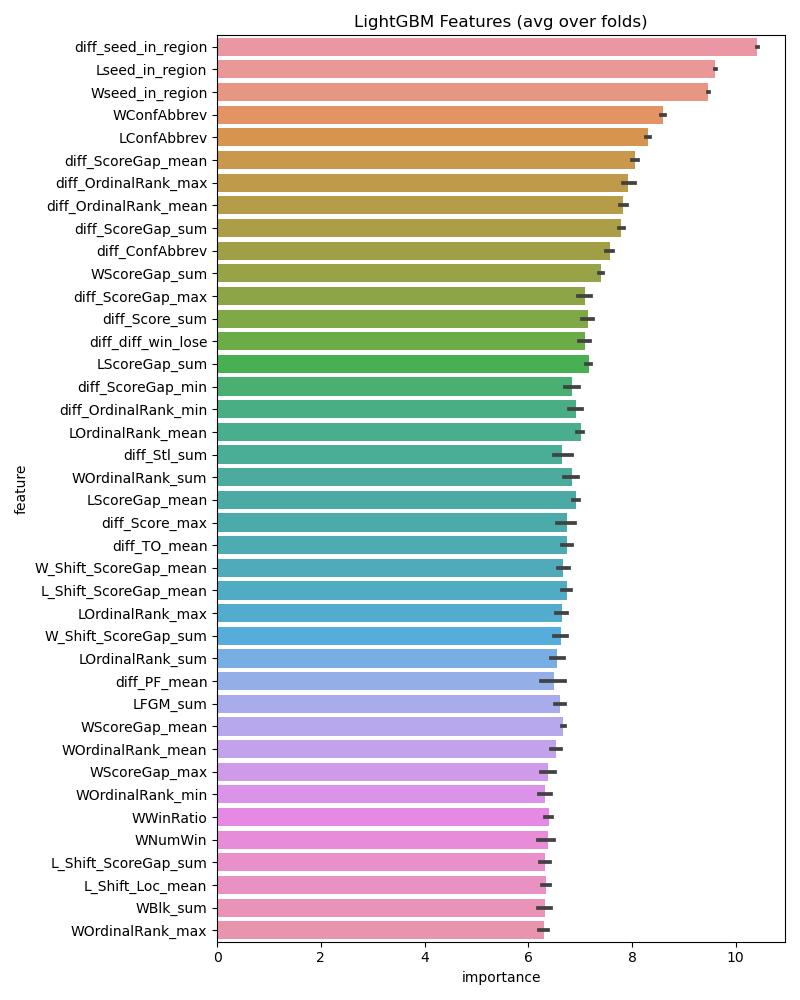 LightGBM Features (avg over folds)
diff_seed_in_region
Lseed_in_region
Wseed_in_region
WConfAbbrev
LConfAbbrev
diff_ScoreGap_mean
diff_OrdinalRank_max
diff_OrdinalRank_mean
diff_ScoreGap_sum
diff_ConfAbbrev
WScoreGap_sum
diff_ScoreGap_max
diff_Score_sum
diff_diff_win_lose
LScoreGap_sum
diff_ScoreGap_min
diff_OrdinalRank_min
LOrdinalRank_mean
diff_Stl_sum
WOrdinalRank_sum
LScoreGap_mean
diff_Score_max
diff_TO_mean
W_Shift_ScoreGap_mean
L_Shift_ScoreGap_mean
LOrdinalRank_max
W_Shift_ScoreGap_sum
LOrdinalRank_sum
diff_PF_mean
LFGM_sum
WScoreGap_mean
WOrdinalRank_mean
WScoreGap_max
WOrdinalRank_min
WWinRatio
WNumWin
L_Shift_ScoreGap_sum
L_Shift_Loc_mean
WBlk_sum
WOrdinalRank_max
feature
0 2 4 6 8 10
importance